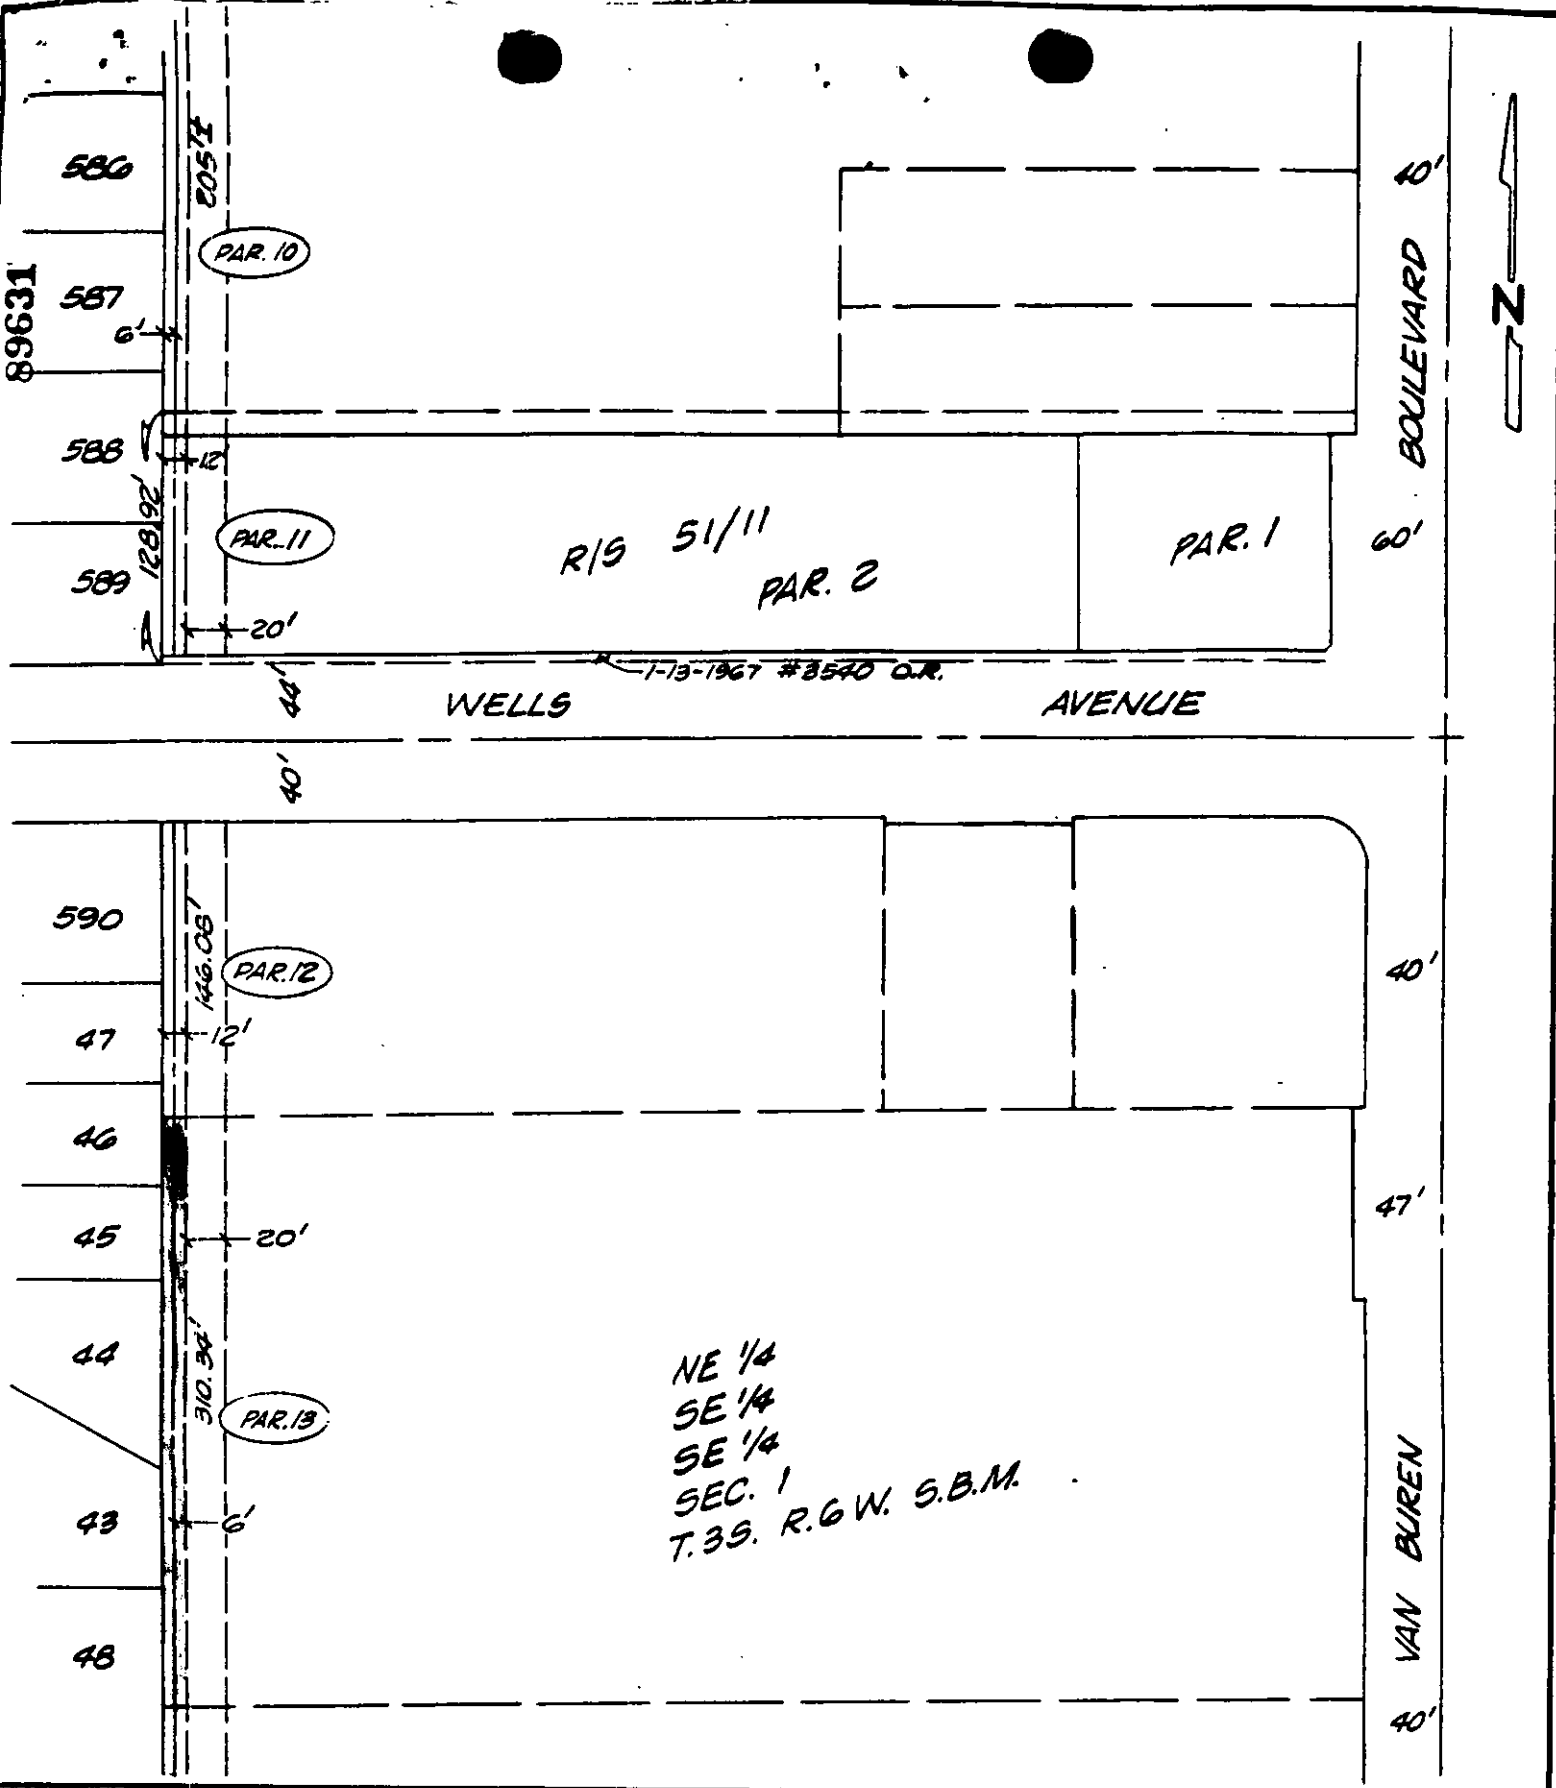 586
205'±
40'
PAR. 10
89631
587
6'
BOULEVARD
N
588
12'
128.92'
PAR. 11
R/S 51/11
PAR. 2
PAR. 1
60'
589
20'
1-13-1967 #3540 O.R.
44'
WELLS AVENUE
40'
590
146.06'
PAR. 12
40'
47
12'
46
47'
45
20'
44
310.34'
NE 1/4
SE 1/4
SE 1/4
SEC. 1
T.3S. R.6W. S.B.M.
PAR. 13
43
6'
VAN BUREN
48
40'